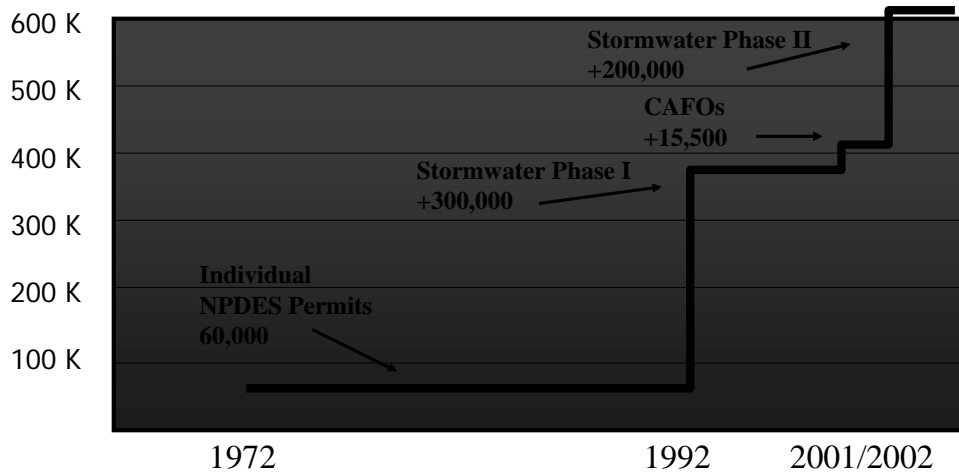 600 K
500 K
400 K
300 K
200 K
100 K
Stormwater Phase II
+200,000
CAFOs
+15,500
Stormwater Phase I
+300,000
Individual
NPDES Permits
60,000
1972
1992
2001/2002